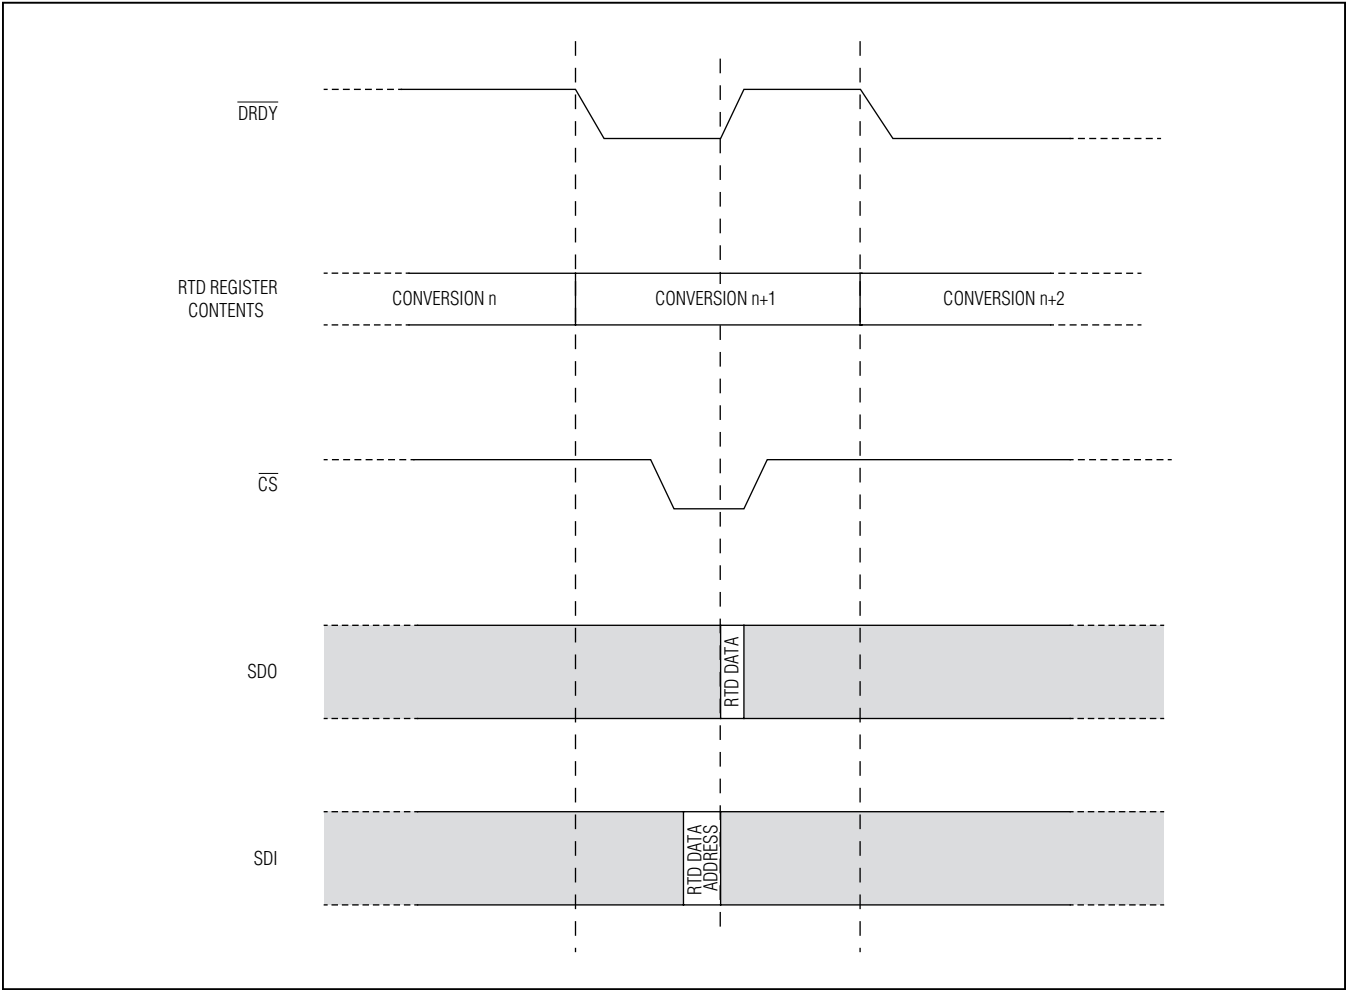 DRDY
RTD REGISTER
CONTENTS
CONVERSION n
CONVERSION n+1
CONVERSION n+2
CS
SDO
RTD DATA
SDI
RTD DATA
ADDRESS